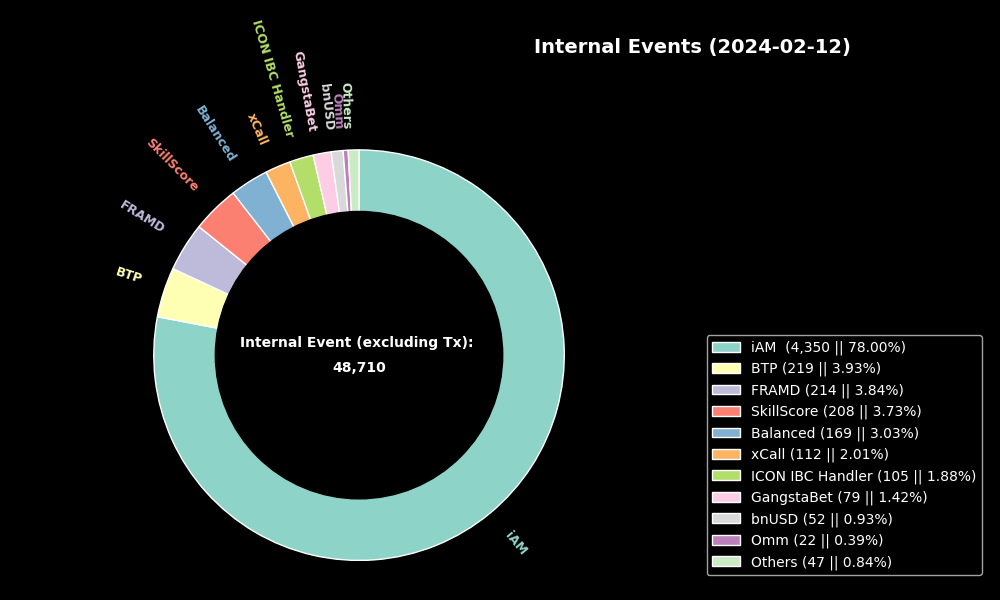 Internal Events (2024-02-12)
ICON IBC Handler
GangstaBet
bnUSD
Omm
Others
xCall
Balanced
SkillScore
FRAMD
BTP
iAM
Internal Event (excluding Tx):
48,710
iAM  (4,350 || 78.00%)
BTP (219 || 3.93%)
FRAMD (214 || 3.84%)
SkillScore (208 || 3.73%)
Balanced (169 || 3.03%)
xCall (112 || 2.01%)
ICON IBC Handler (105 || 1.88%)
GangstaBet (79 || 1.42%)
bnUSD (52 || 0.93%)
Omm (22 || 0.39%)
Others (47 || 0.84%)